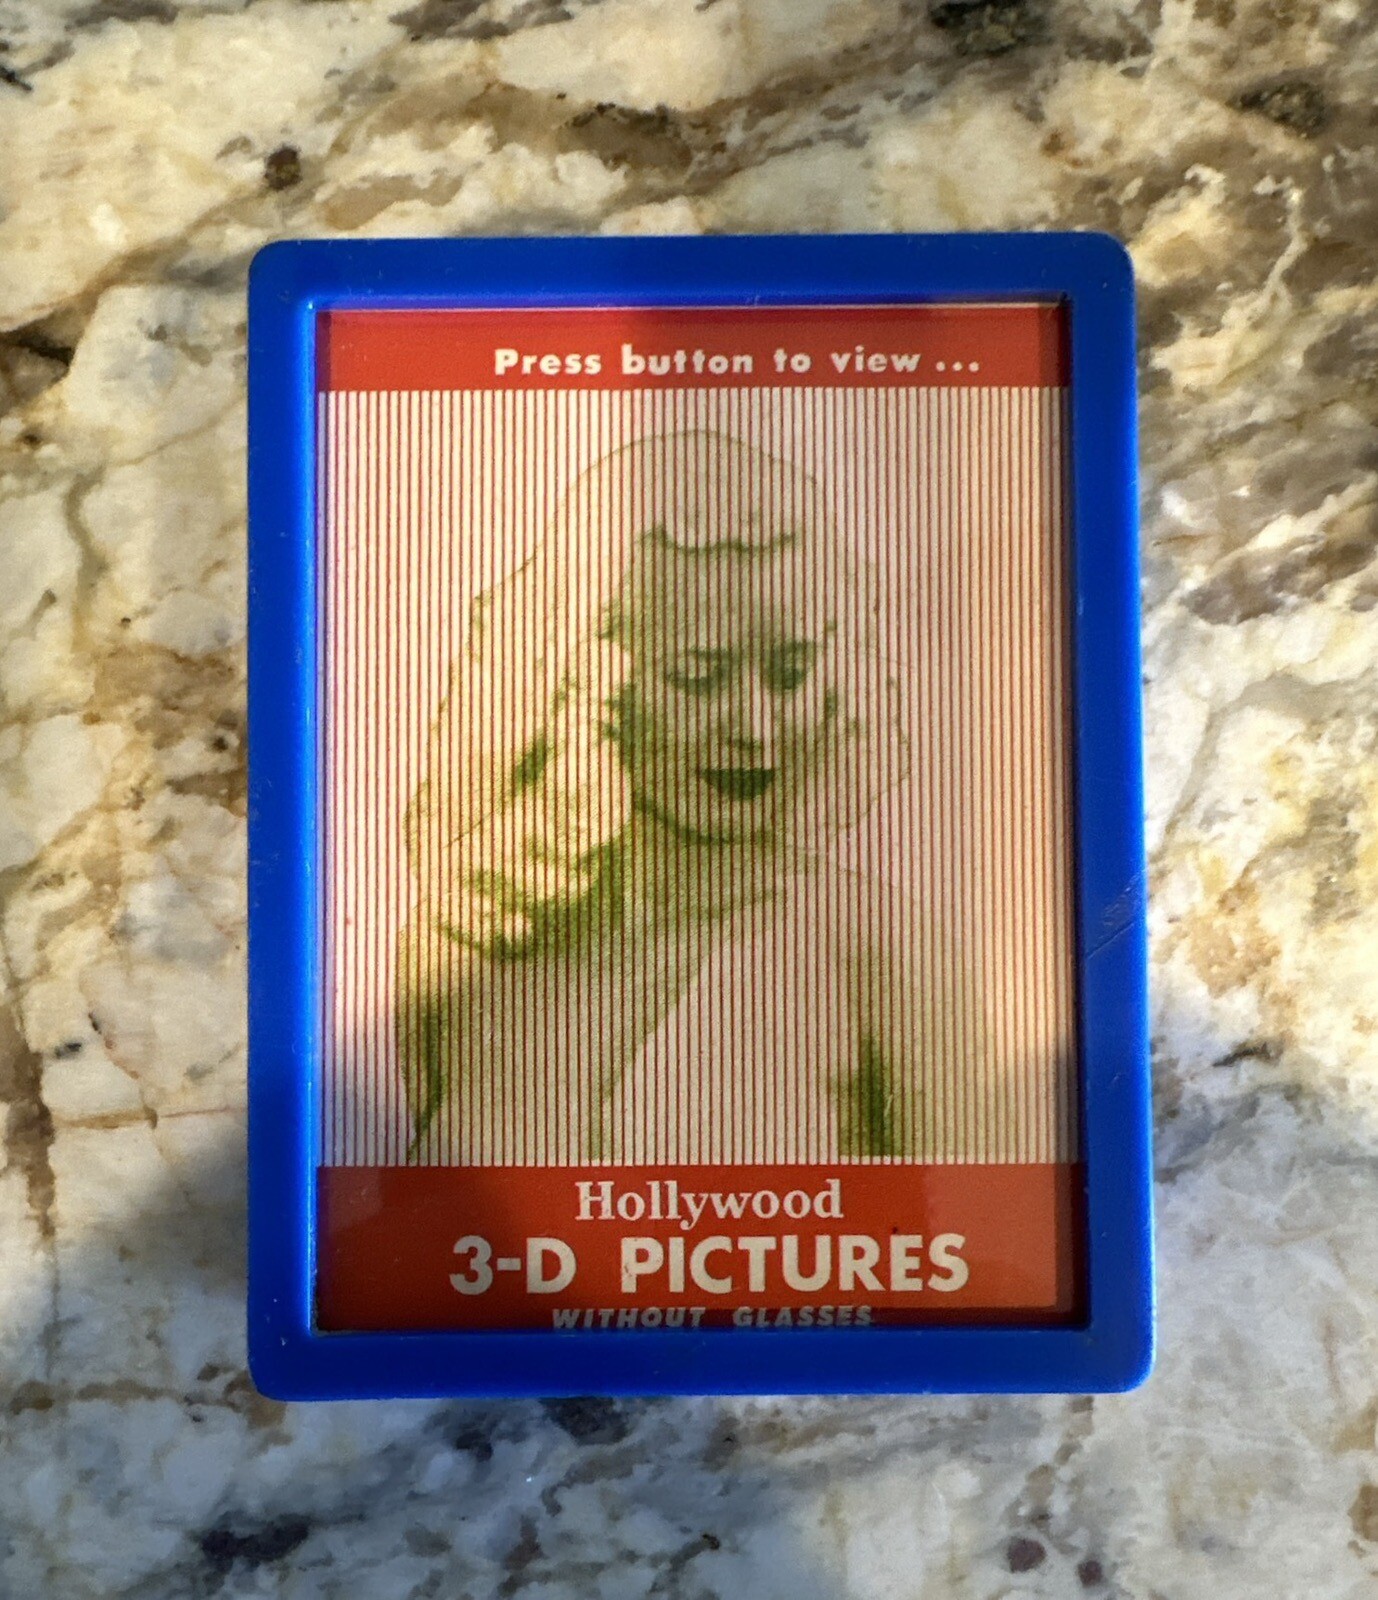 Press button to view ...
Hollywood
3-D PICTURES
WITHOUT GLASSES